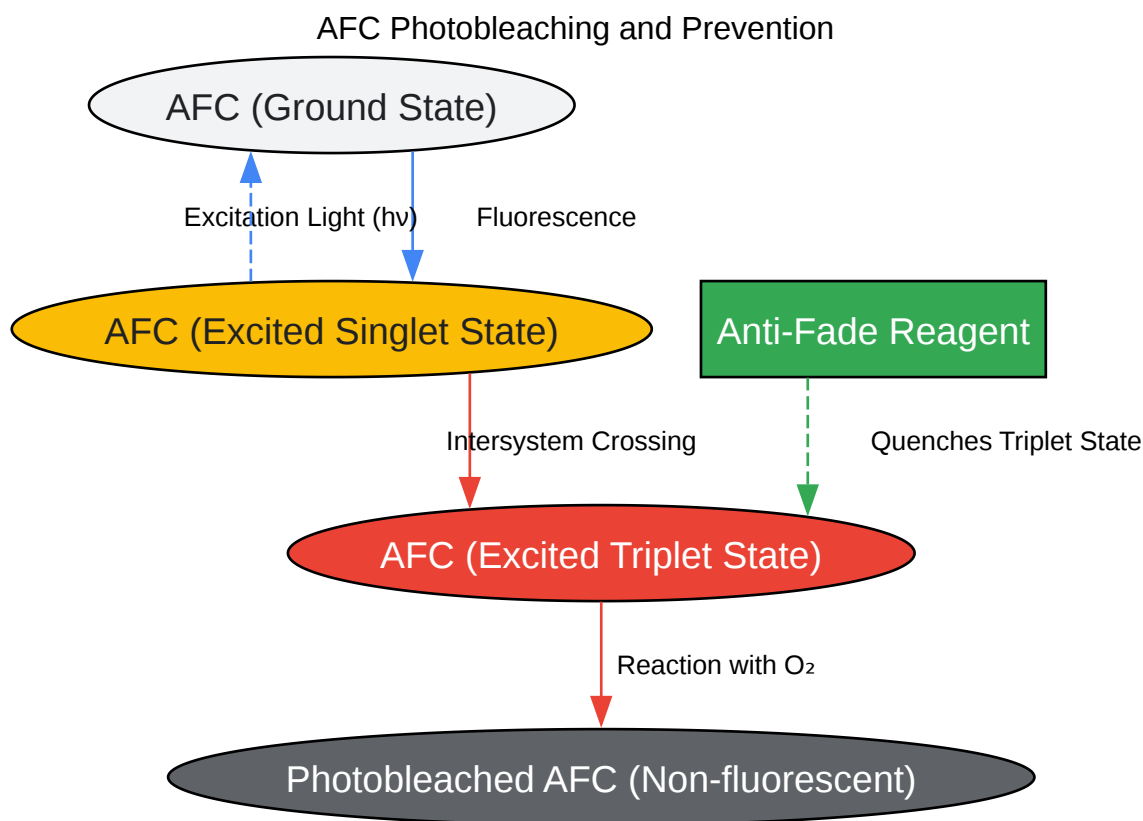 AFC Photobleaching and Prevention
AFC (Ground State)
Excitation Light (hν)
Fluorescence
AFC (Excited Singlet State)
Anti-Fade Reagent
Intersystem Crossing
Quenches Triplet State
AFC (Excited Triplet State)
Reaction with O₂
Photobleached AFC (Non-fluorescent)